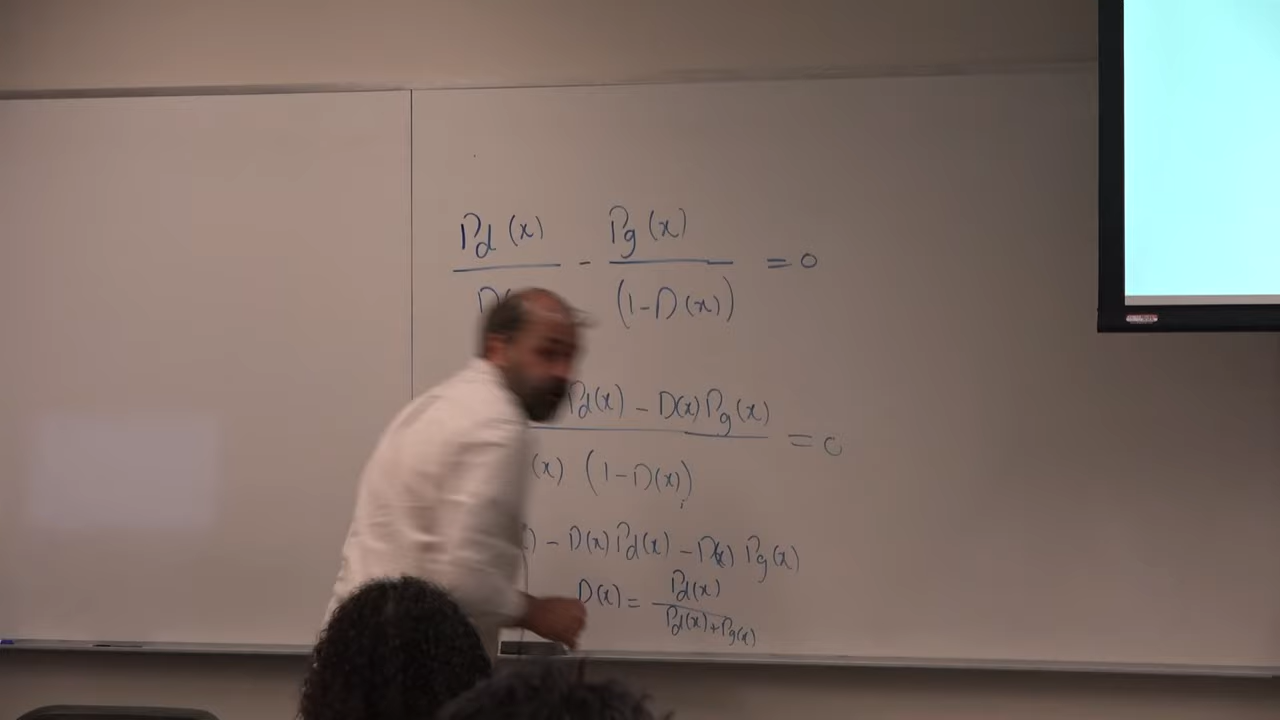 Pd(x) / D( - Pg(x) / (1-D(x)) = 0
Pd(x) - D(x)Pg(x) / (x) (1-D(x)) = 0
) - D(x)Pd(x) - D(x) Pg(x)
D(x) = Pd(x) / Pd(x)+Pg(x)